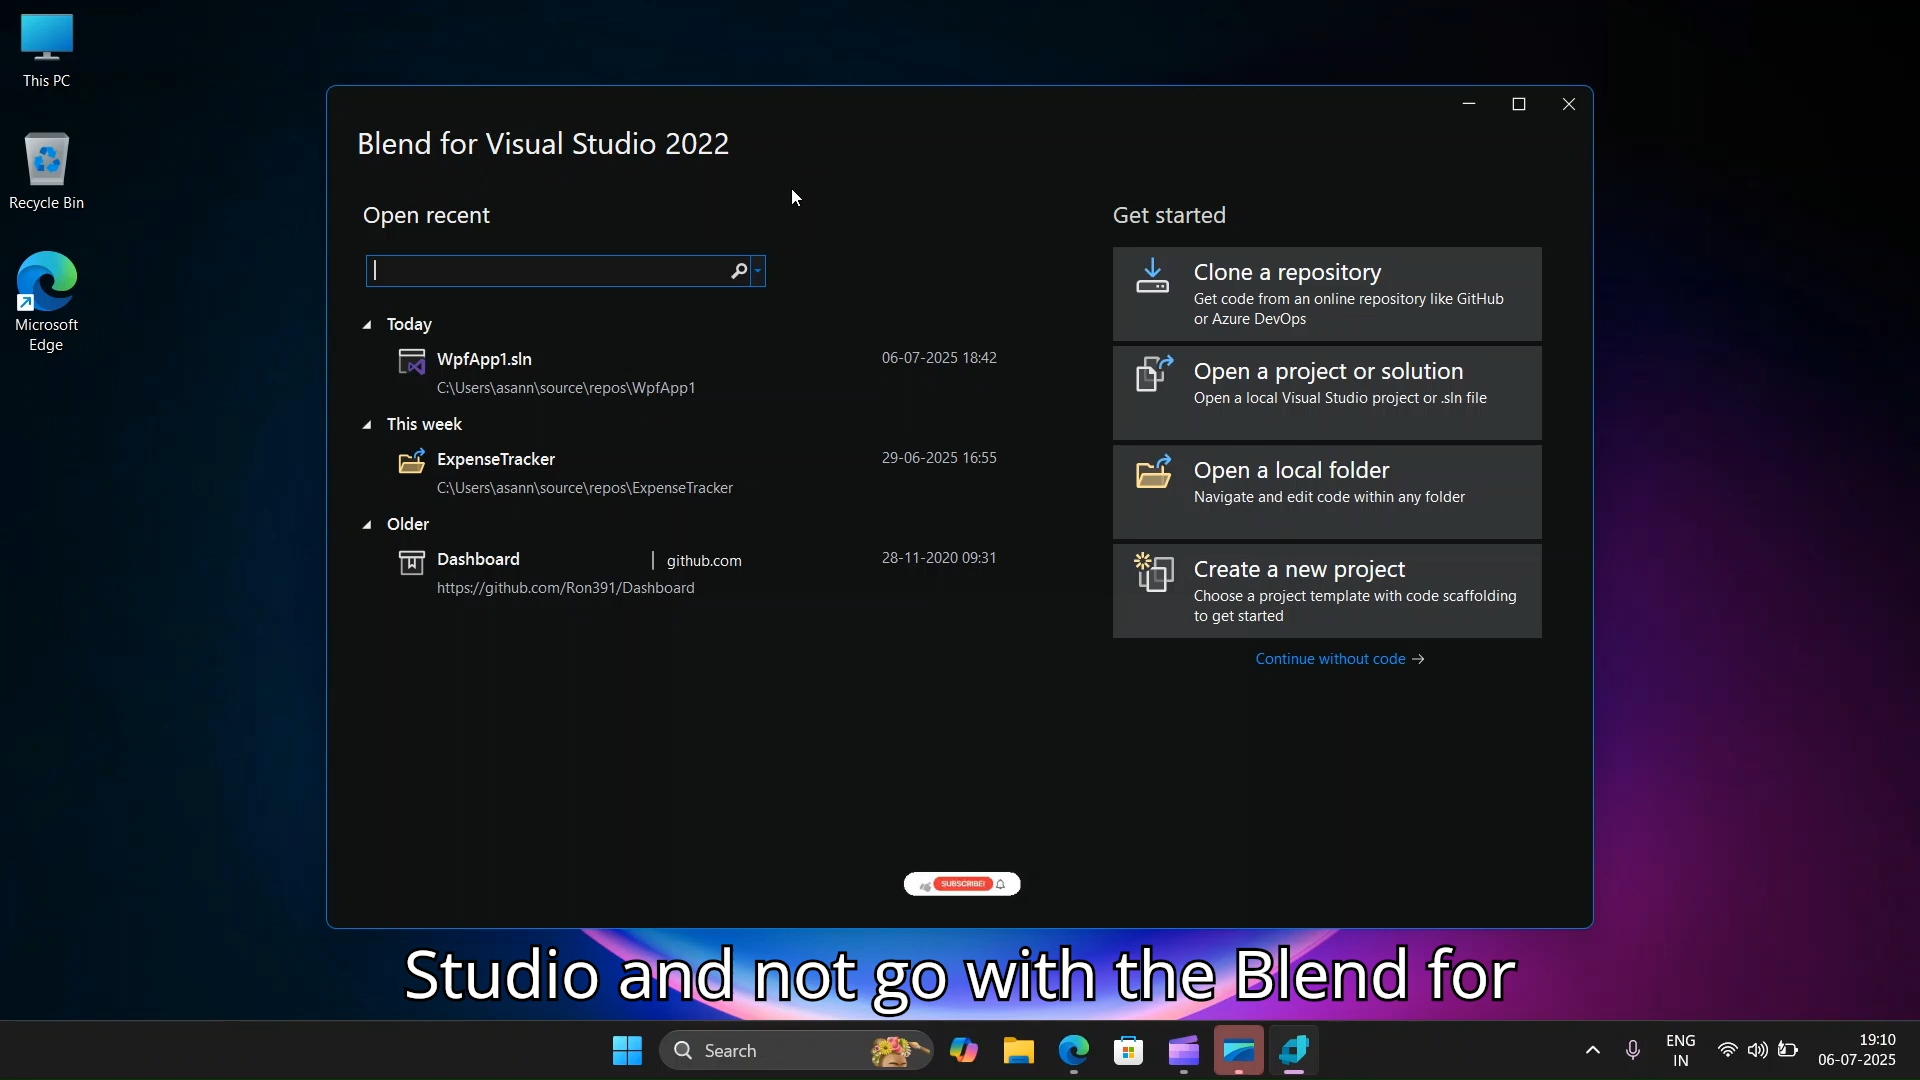 This PC
Recycle Bin
Microsoft
Edge
Blend for Visual Studio 2022
Open recent
Today
WpfApp1.sln
06-07-2025 18:42
C:\Users\asann\source\repos\WpfApp1
This week
ExpenseTracker
29-06-2025 16:55
C:\Users\asann\source\repos\ExpenseTracker
Older
Dashboard | github.com
28-11-2020 09:31
https://github.com/Ron391/Dashboard
Get started
Clone a repository
Get code from an online repository like GitHub
or Azure DevOps
Open a project or solution
Open a local Visual Studio project or .sln file
Open a local folder
Navigate and edit code within any folder
Create a new project
Choose a project template with code scaffolding
to get started
Continue without code →
SUBSCRIBE!
Studio and not go with the Blend for
Search
ENG
IN
19:10
06-07-2025